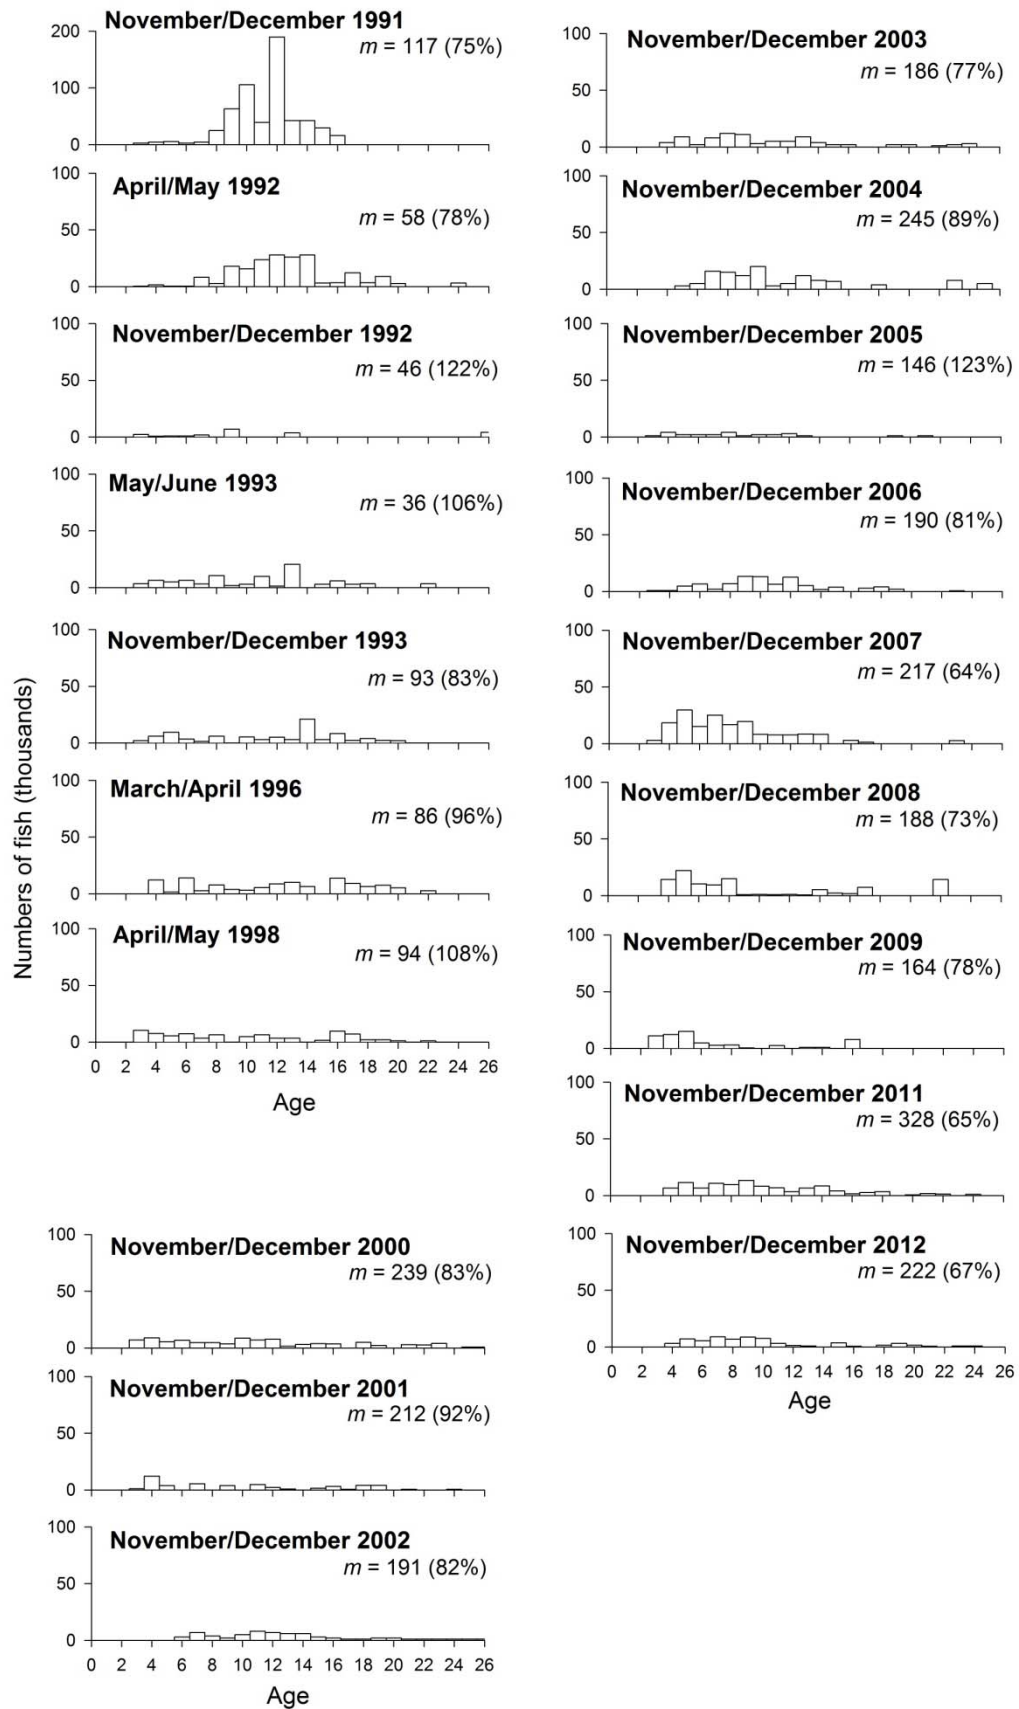 Numbers of fish (thousands)
November/December 1991
m = 117 (75%)
200
100
0
April/May 1992
m = 58 (78%)
100
50
0
November/December 1992
m = 46 (122%)
100
50
0
May/June 1993
m = 36 (106%)
100
50
0
November/December 1993
m = 93 (83%)
100
50
0
March/April 1996
m = 86 (96%)
100
50
0
April/May 1998
m = 94 (108%)
100
50
0
0 2 4 6 8 10 12 14 16 18 20 22 24 26
Age
November/December 2000
m = 239 (83%)
100
50
0
November/December 2001
m = 212 (92%)
100
50
0
November/December 2002
m = 191 (82%)
100
50
0
0 2 4 6 8 10 12 14 16 18 20 22 24 26
Age
November/December 2003
m = 186 (77%)
100
50
0
November/December 2004
m = 245 (89%)
100
50
0
November/December 2005
m = 146 (123%)
100
50
0
November/December 2006
m = 190 (81%)
100
50
0
November/December 2007
m = 217 (64%)
100
50
0
November/December 2008
m = 188 (73%)
100
50
0
November/December 2009
m = 164 (78%)
100
50
0
November/December 2011
m = 328 (65%)
100
50
0
November/December 2012
m = 222 (67%)
100
50
0
4 6 8 10 12 14 16 18 20 22 24 26
Age